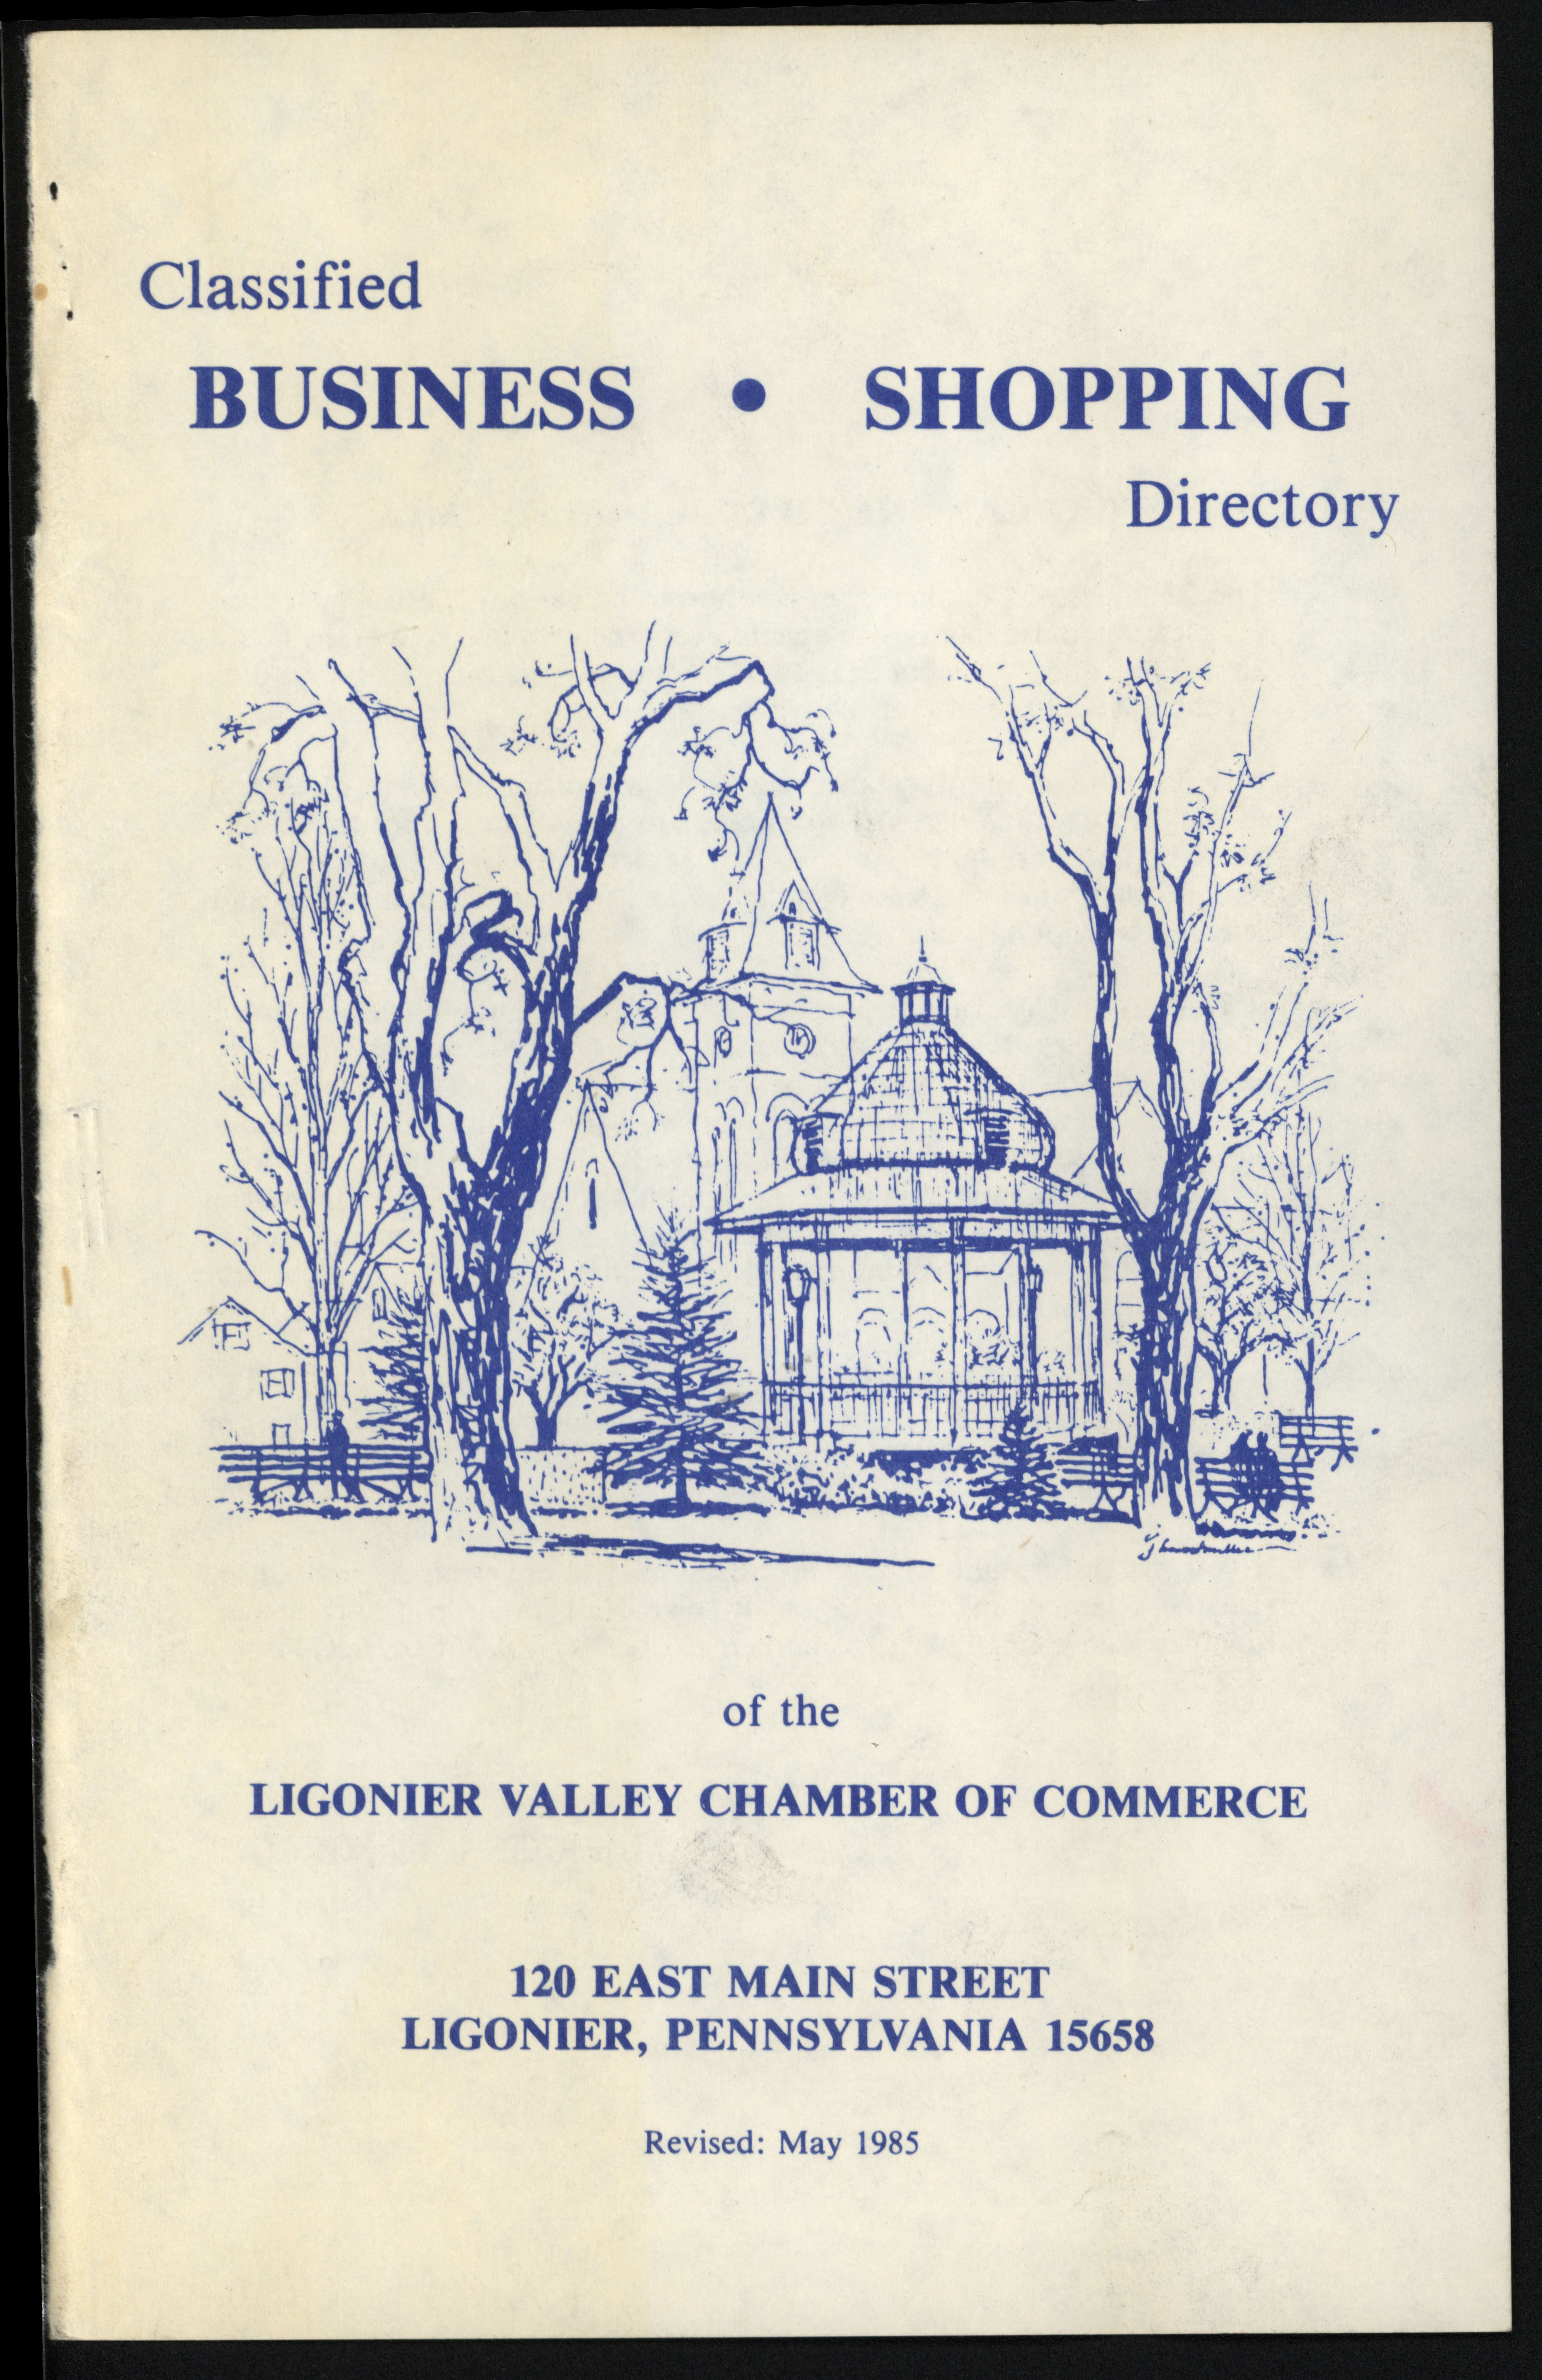 Classified
BUSINESS • SHOPPING
Directory
of the
LIGONIER VALLEY CHAMBER OF COMMERCE
120 EAST MAIN STREET
LIGONIER, PENNSYLVANIA 15658
Revised: May 1985